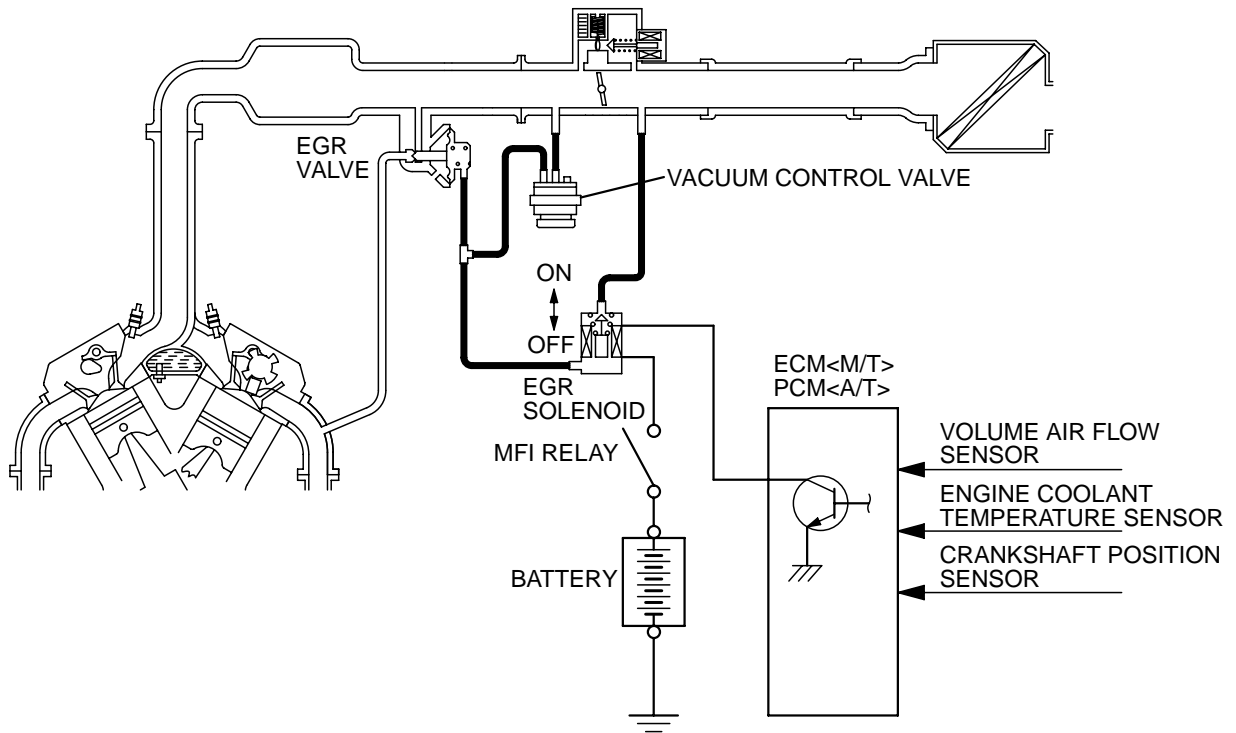 EGR
VALVE
VACUUM CONTROL VALVE
ON
OFF
EGR
SOLENOID
MFI RELAY
BATTERY
ECM<M/T>
PCM<A/T>
VOLUME AIR FLOW
SENSOR
ENGINE COOLANT
TEMPERATURE SENSOR
CRANKSHAFT POSITION
SENSOR